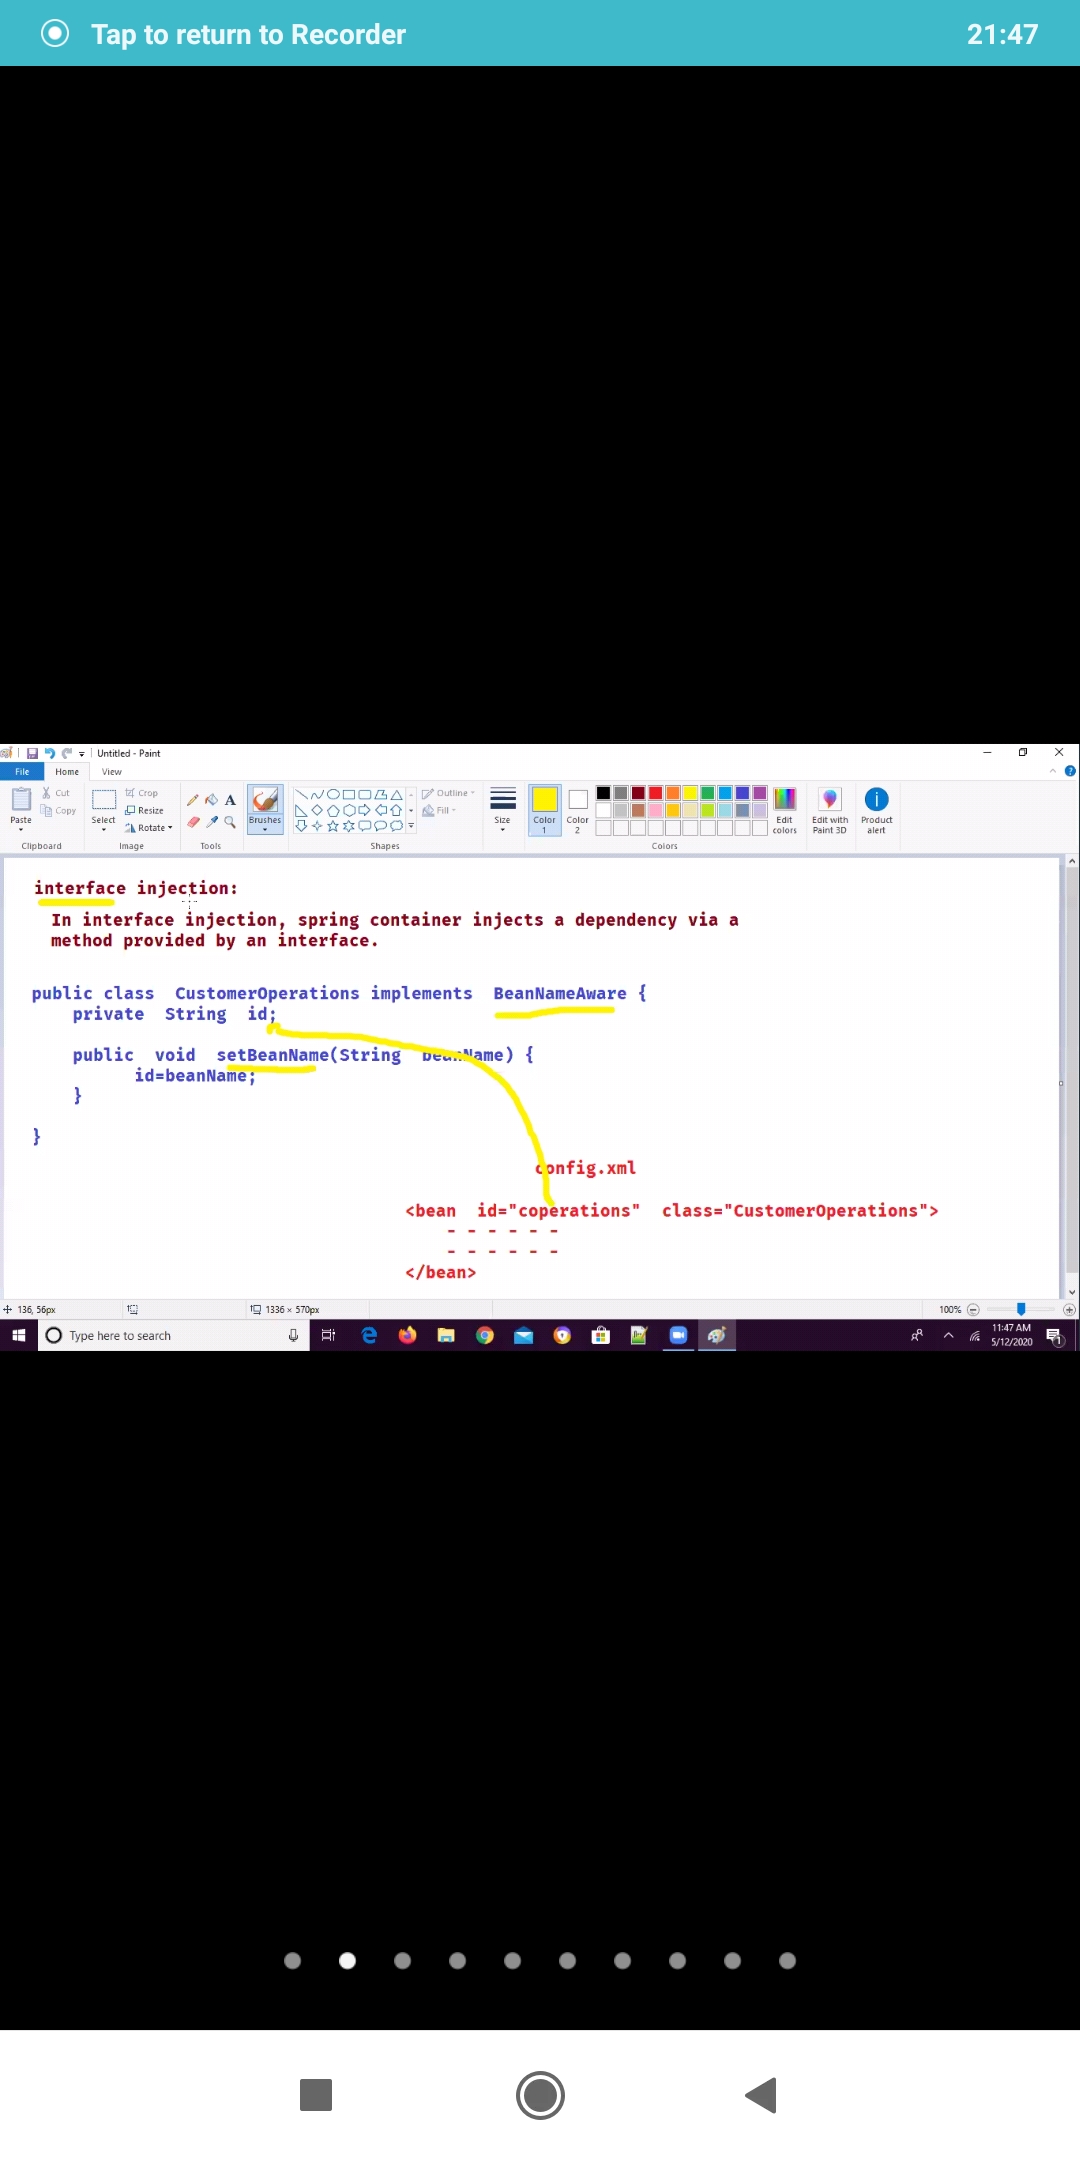 Tap to return to Recorder 21:47
Untitled - Paint
File Home View
Cut Crop Outline
Copy Resize Fill
Paste Select Rotate Brushes Size Color 1 Color 2 Edit colors Edit with Paint 3D Product alert
Clipboard Image Tools Shapes Colors
interface injection:
In interface injection, spring container injects a dependency via a
method provided by an interface.
public class CustomerOperations implements BeanNameAware {
private String id;
public void setBeanName(String beanName) {
id=beanName;
}
}
config.xml
<bean id="coperations" class="CustomerOperations">
- - - - - -
- - - - - -
</bean>
136, 56px 1336 × 570px 100%
Type here to search 11:47 AM
5/12/2020